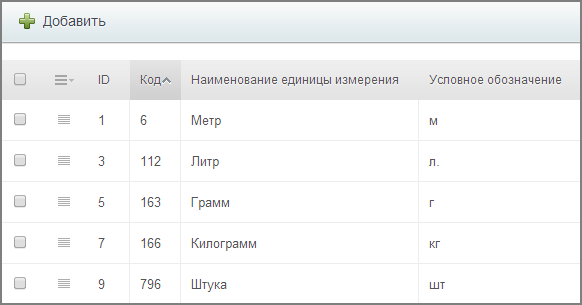 Добавить
ID Код Наименование единицы измерения Условное обозначение
1 6 Метр м
3 112 Литр л.
5 163 Грамм г
7 166 Килограмм кг
9 796 Штука шт